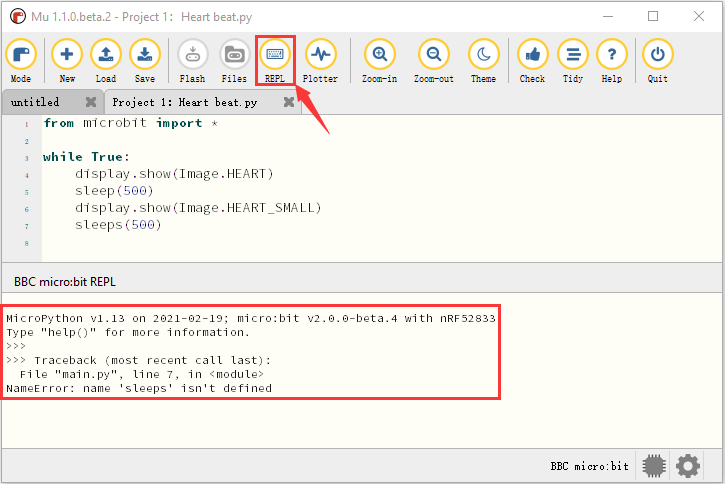 Mu 1.1.0.beta.2 - Project 1: Heart beat.py
Mode New Load Save Flash Files REPL Plotter Zoom-in Zoom-out Theme Check Tidy Help Quit
untitled Project 1: Heart beat.py
1 from microbit import *
2
3 while True:
4 display.show(Image.HEART)
5 sleep(500)
6 display.show(Image.HEART_SMALL)
7 sleeps(500)
8
BBC micro:bit REPL
MicroPython v1.13 on 2021-02-19; micro:bit v2.0.0-beta.4 with nRF52833
Type "help()" for more information.
>>>
>>> Traceback (most recent call last):
File "main.py", line 7, in <module>
NameError: name 'sleeps' isn't defined
BBC micro:bit